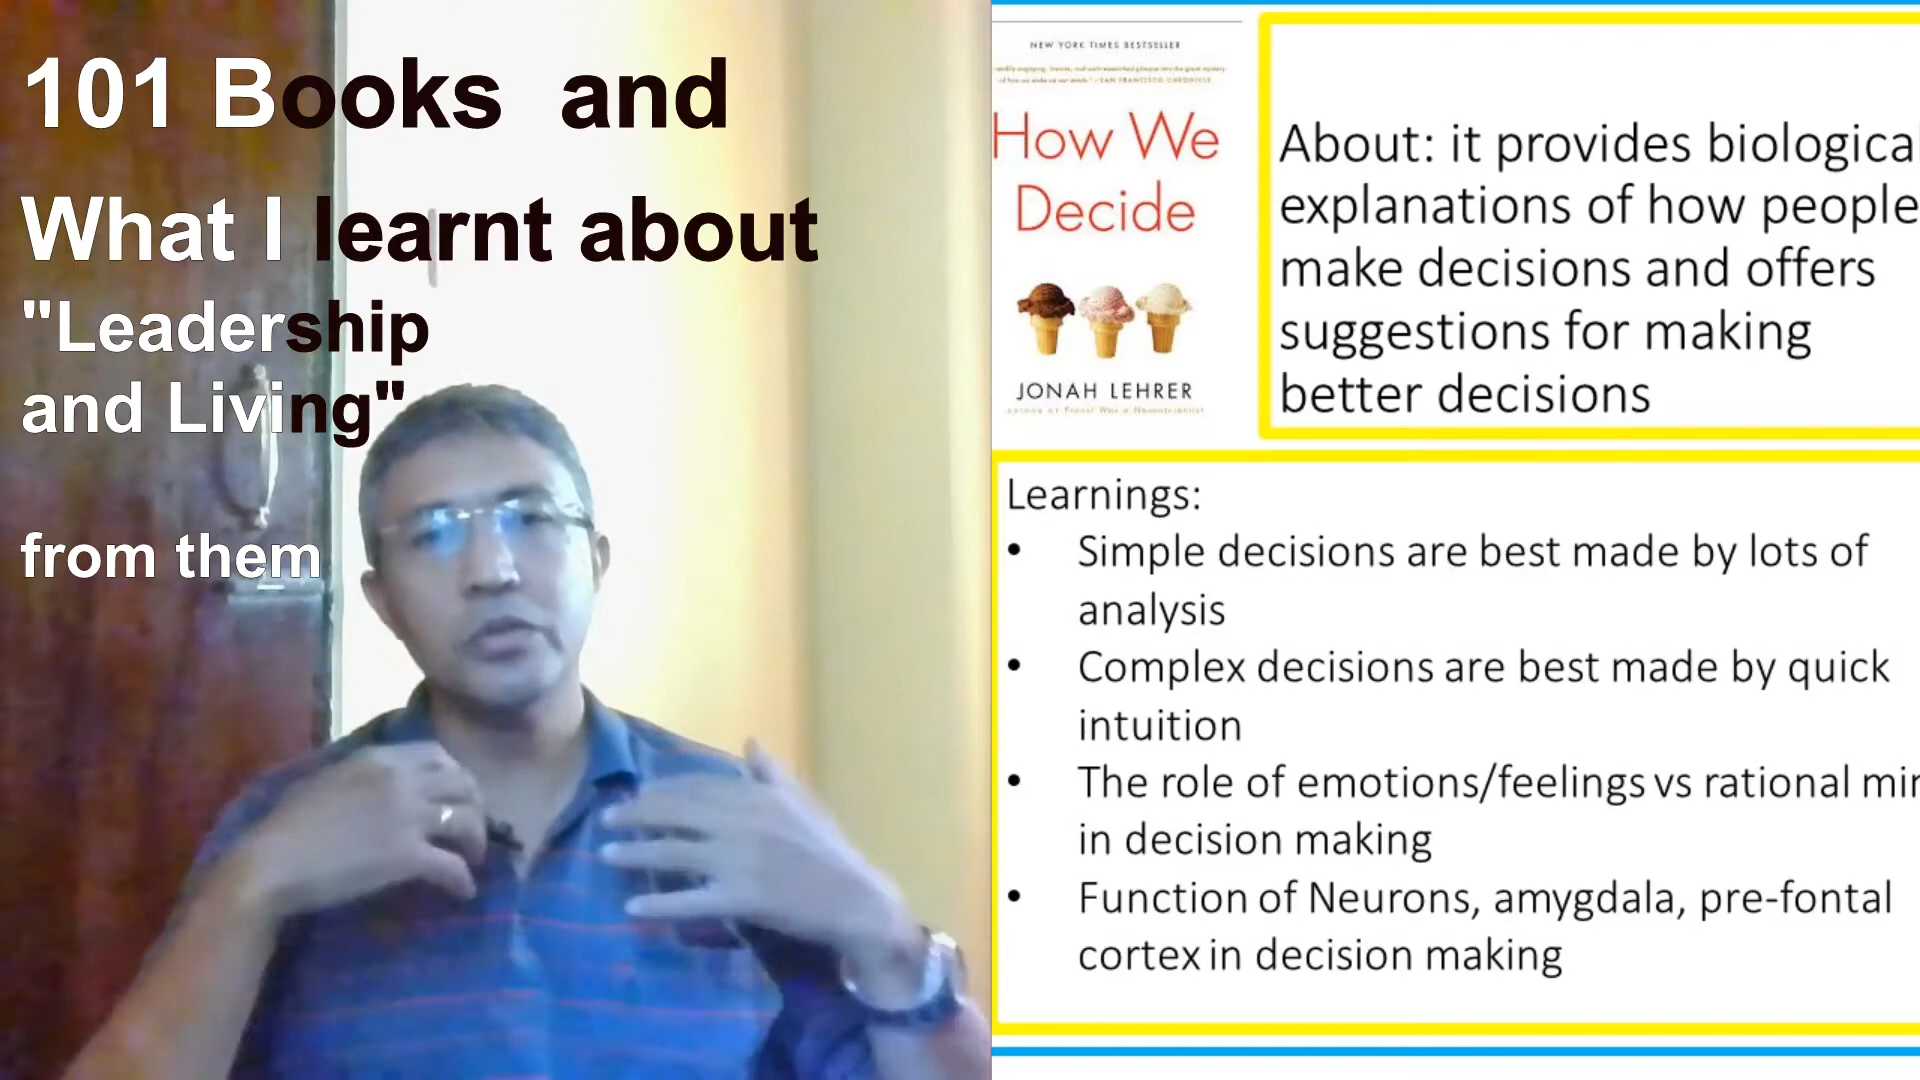 101 Books and
What I learnt about
"Leadership
and Living"
from them
NEW YORK TIMES BESTSELLER
How We
Decide
JONAH LEHRER
About: it provides biologica
explanations of how people
make decisions and offers
suggestions for making
better decisions
Learnings:
• Simple decisions are best made by lots of
analysis
• Complex decisions are best made by quick
intuition
• The role of emotions/feelings vs rational min
in decision making
• Function of Neurons, amygdala, pre-fontal
cortex in decision making